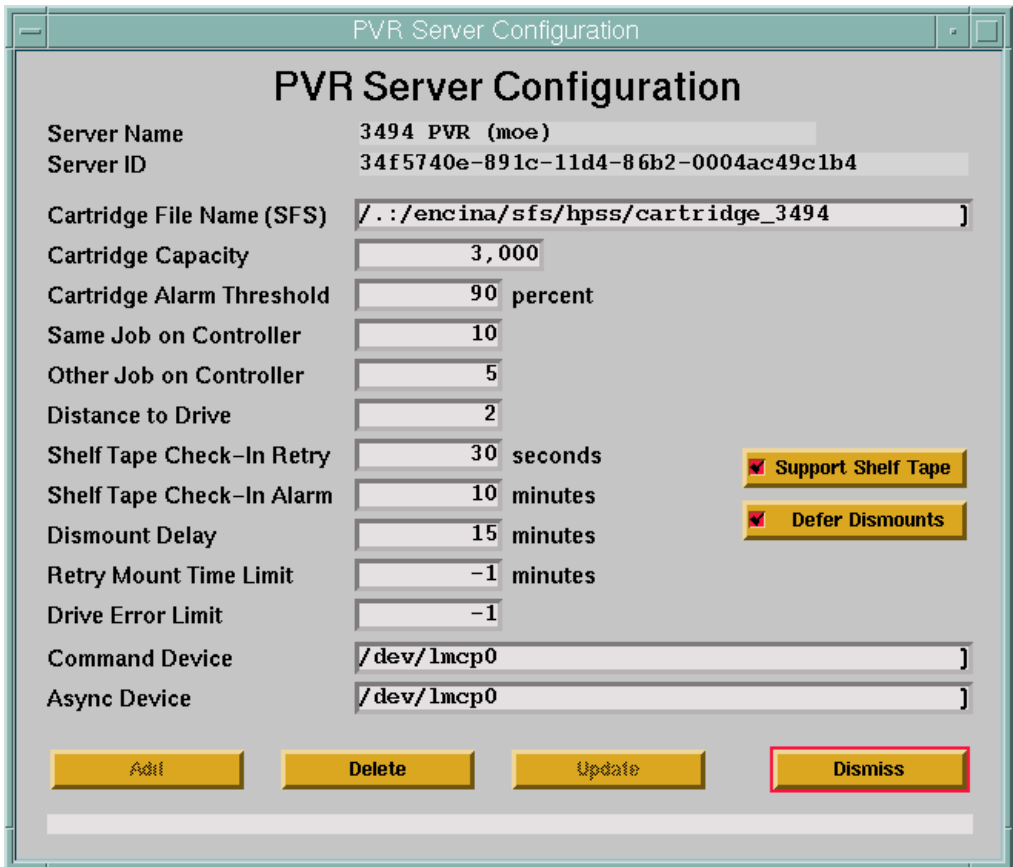 PVR Server Configuration
PVR Server Configuration
Server Name 3494 PVR (moe)
Server ID 34f5740e-891c-11d4-86b2-0004ac49c1b4
Cartridge File Name (SFS) /.:/encina/sfs/hpss/cartridge_3494 ]
Cartridge Capacity 3,000
Cartridge Alarm Threshold 90 percent
Same Job on Controller 10
Other Job on Controller 5
Distance to Drive 2
Shelf Tape Check-In Retry 30 seconds
Support Shelf Tape
Shelf Tape Check-In Alarm 10 minutes
Defer Dismounts
Dismount Delay 15 minutes
Retry Mount Time Limit -1 minutes
Drive Error Limit -1
Command Device /dev/lmcp0 ]
Async Device /dev/lmcp0 ]
Add Delete Update Dismiss